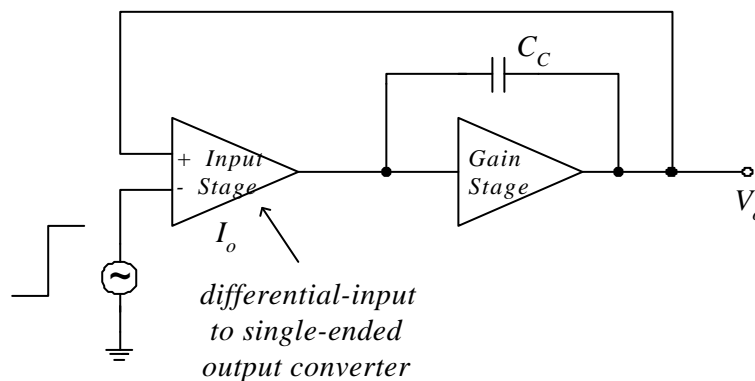 C_C
+ Input
- Stage
I_o
Gain
Stage
V_o
~
differential-input
to single-ended
output converter